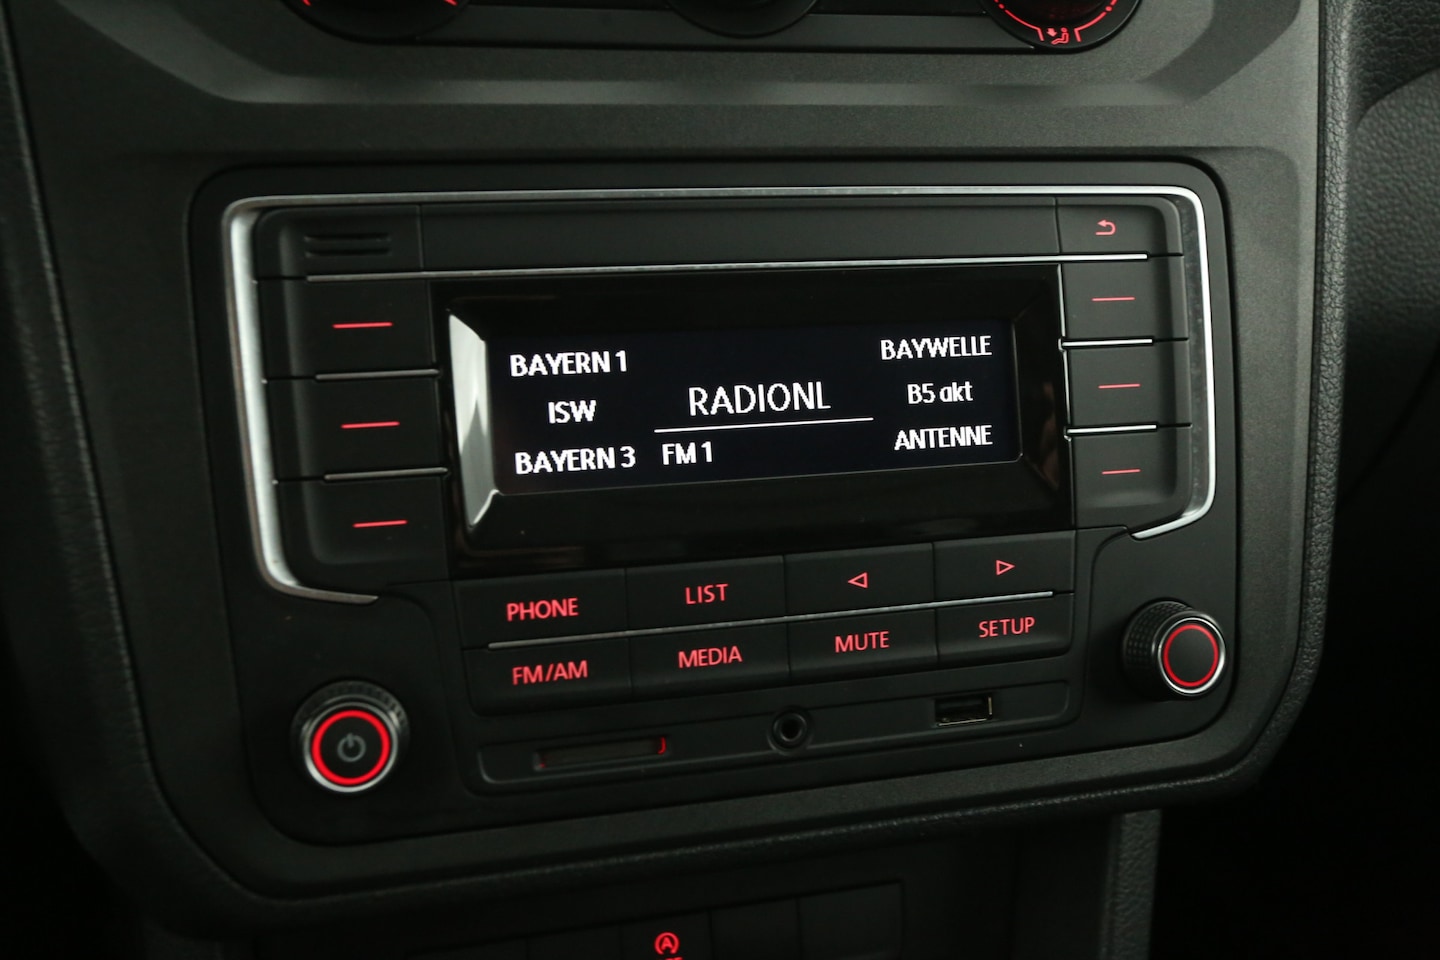 BAYERN 1
BAYWELLE
ISW
RADIONL
B5 akt
BAYERN 3
FM 1
ANTENNE
PHONE
LIST
FM/AM
MEDIA
MUTE
SETUP
A